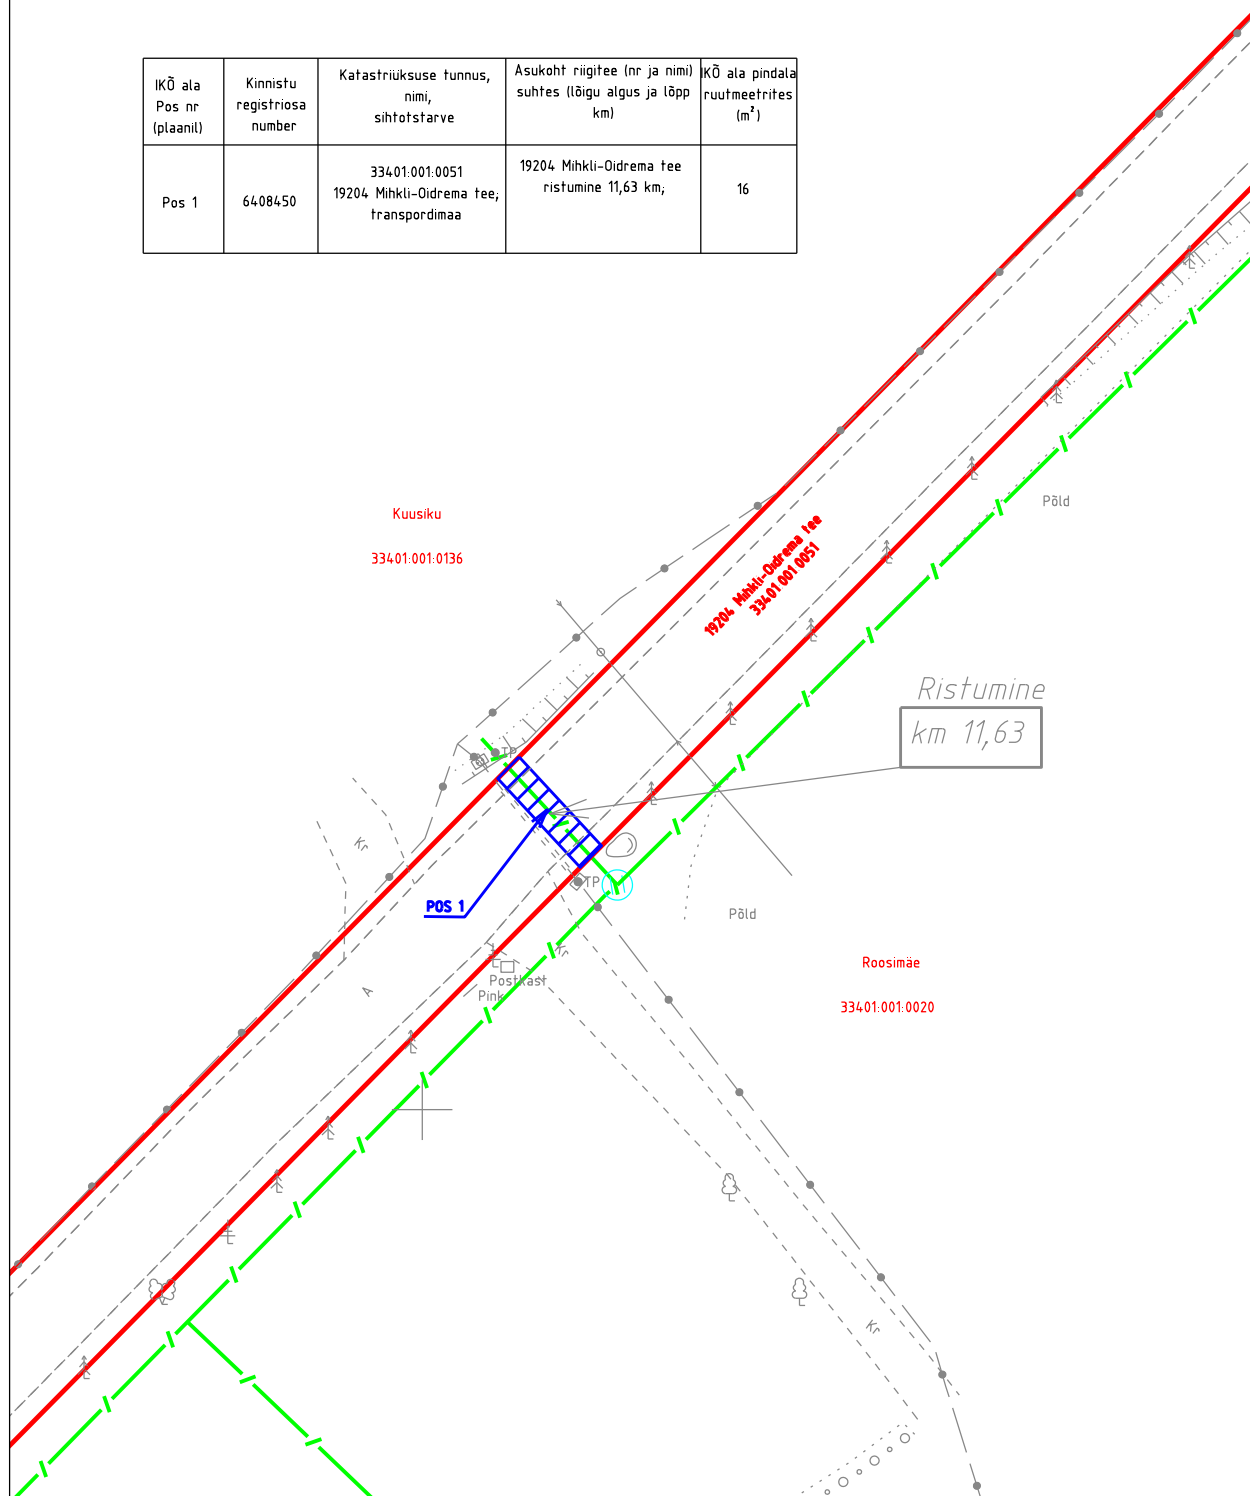 IKÕ ala
Pos nr
(plaanil)
Kinnistu
registriosa
number
Katastriüksuse tunnus,
nimi,
sihtotstarve
Asukoht riigitee (nr ja nimi)
suhtes (lõigu algus ja lõpp
km)
IKÕ ala pindala
ruutmeetrites
(m²)
Pos 1
6408450
33401:001:0051
19204 Mihkli-Oidrema tee;
transpordimaa
19204 Mihkli-Oidrema tee
ristumine 11,63 km;
16
Kuusiku
33401:001:0136
Põld
19204 Mihkli-Oidrema tee
33401:001:0051
Ristumine
km 11,63
TP
Kr
TP
POS 1
Põld
Kr
Roosimäe
33401:001:0020
Postkast
Pink
A
Kr